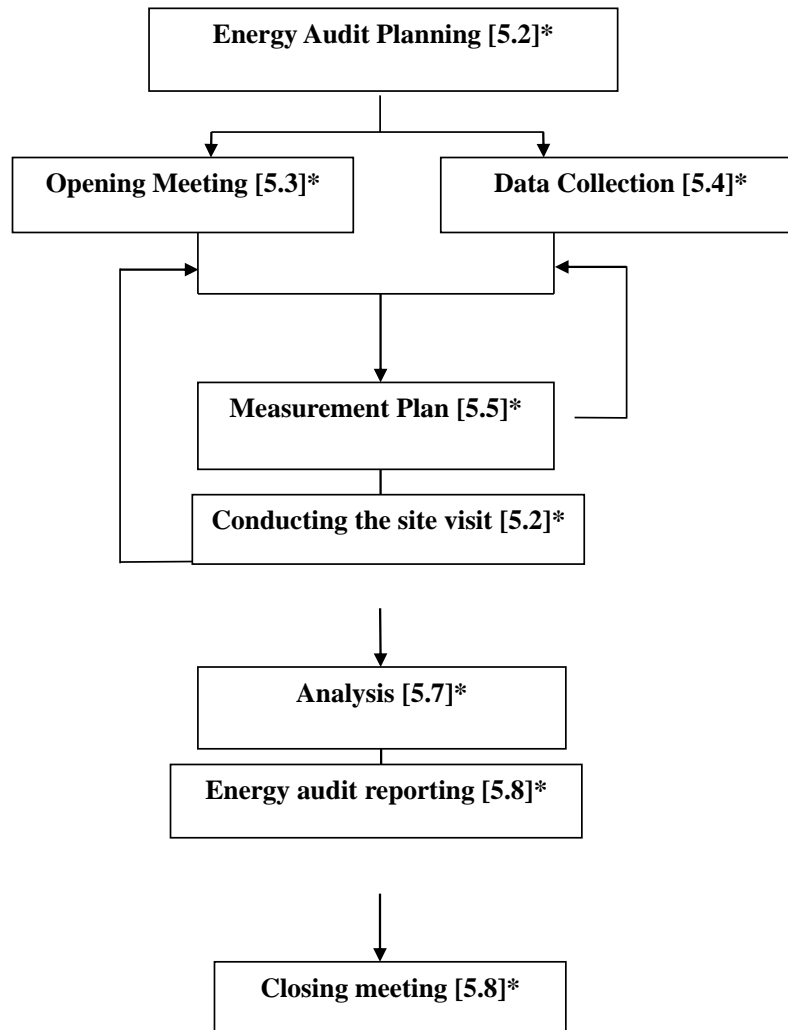 Energy Audit Planning [5.2]*
Opening Meeting [5.3]*
Data Collection [5.4]*
Measurement Plan [5.5]*
Conducting the site visit [5.2]*
Analysis [5.7]*
Energy audit reporting [5.8]*
Closing meeting [5.8]*